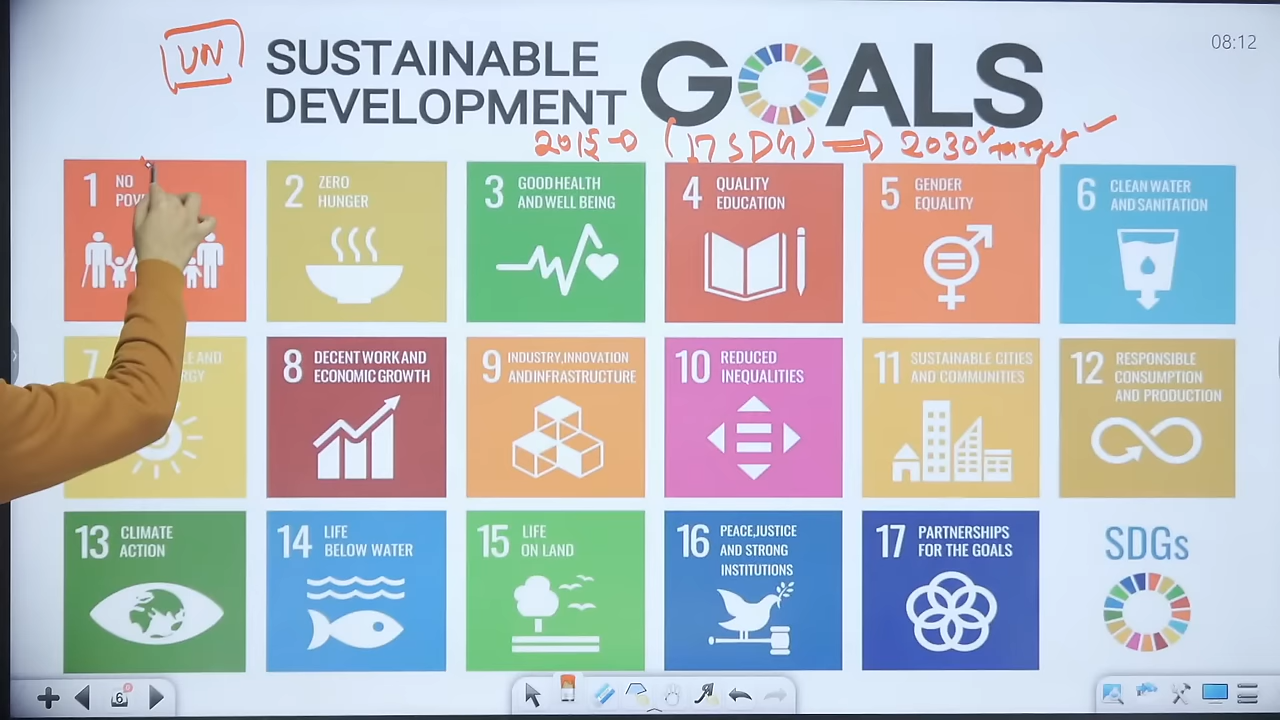 UN
SUSTAINABLE
DEVELOPMENT
GOALS
08:12
2015 → (17 SDG) → 2030 Target
1 NO
2 ZERO
HUNGER
3 GOOD HEALTH
AND WELL BEING
4 QUALITY
EDUCATION
5 GENDER
EQUALITY
6 CLEAN WATER
AND SANITATION
7
AND
8 DECENT WORK AND
ECONOMIC GROWTH
9 INDUSTRY, INNOVATION
AND INFRASTRUCTURE
10 REDUCED
INEQUALITIES
11 SUSTAINABLE CITIES
AND COMMUNITIES
12 RESPONSIBLE
CONSUMPTION
AND PRODUCTION
13 CLIMATE
ACTION
14 LIFE
BELOW WATER
15 LIFE
ON LAND
16 PEACE, JUSTICE
AND STRONG
INSTITUTIONS
17 PARTNERSHIPS
FOR THE GOALS
SDGs
6